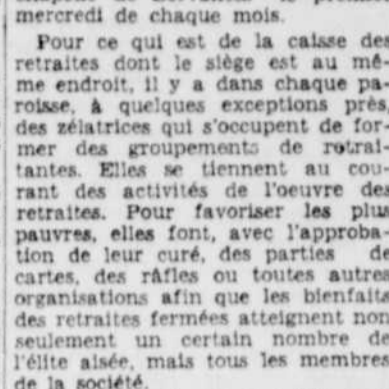 mercredi de chaque mois.
Pour ce qui est de la caisse des
retraites dont le siège est au mê-
me endroit, il y a dans chaque pa-
roisse, à quelques exceptions près,
des zélatrices qui s'occupent de for-
mer des groupements de retrai-
tantes. Elles se tiennent au cou-
rant des activités de l'oeuvre des
retraites. Pour favoriser les plus
pauvres, elles font, avec l'approba-
tion de leur curé, des parties de
cartes, des râfles ou toutes autres
organisations afin que les bienfaits
des retraites fermées atteignent non
seulement un certain nombre de
l'élite aisée, mais tous les membres
de la société.